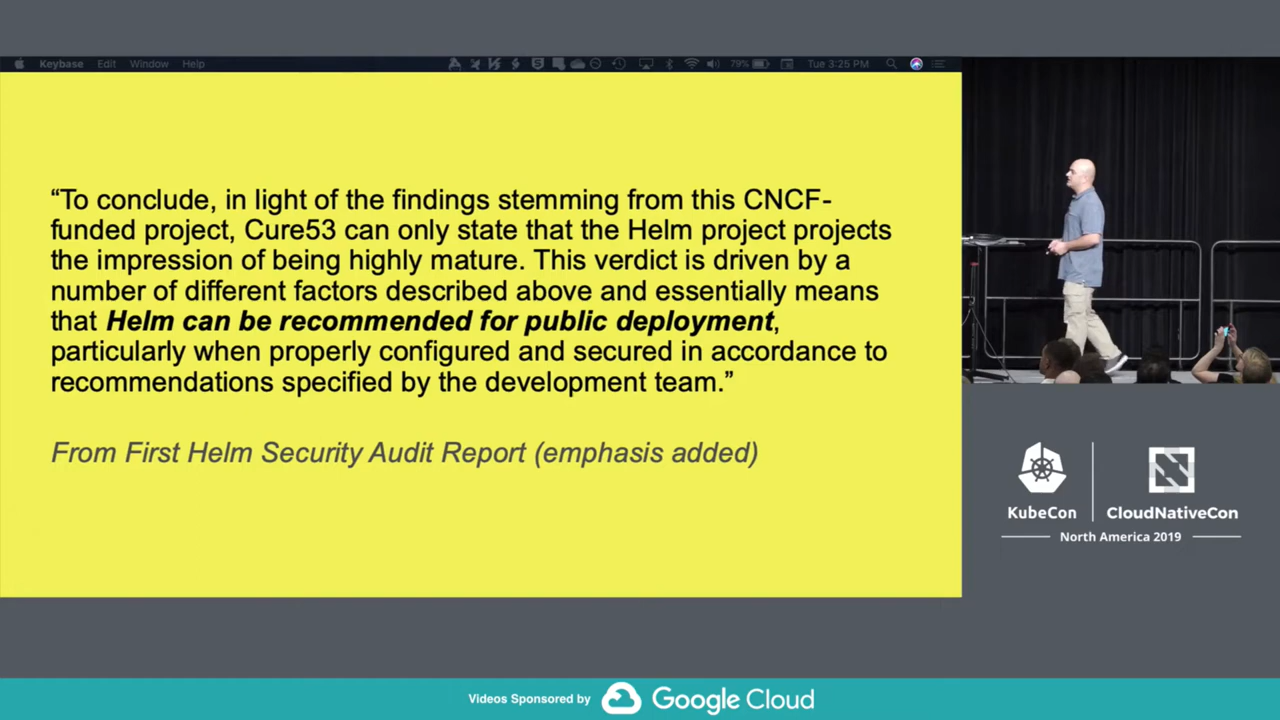 Keybase Edit Window Help 79% Tue 3:25 PM
“To conclude, in light of the findings stemming from this CNCF-
funded project, Cure53 can only state that the Helm project projects
the impression of being highly mature. This verdict is driven by a
number of different factors described above and essentially means
that Helm can be recommended for public deployment,
particularly when properly configured and secured in accordance to
recommendations specified by the development team.”
From First Helm Security Audit Report (emphasis added)
KubeCon CloudNativeCon
North America 2019
Videos Sponsored by Google Cloud